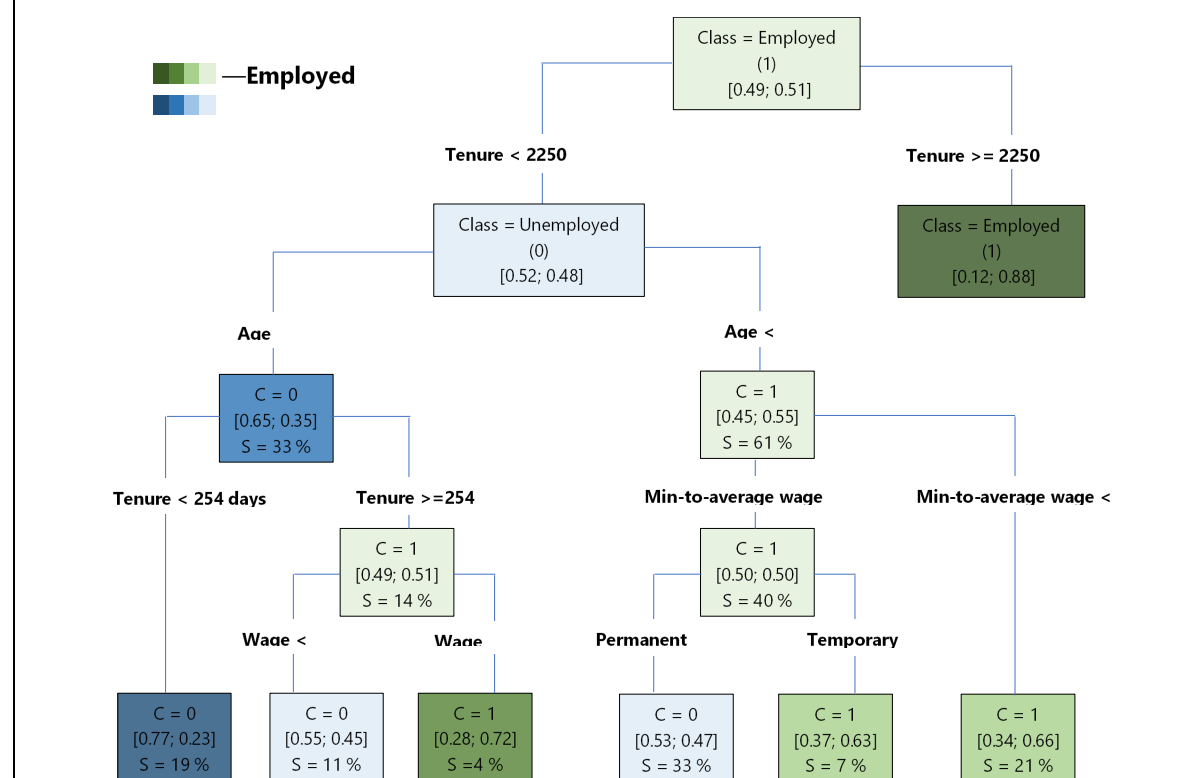 Class = Employed
(1)
[0.49; 0.51]
—Employed
Tenure < 2250
Tenure >= 2250
Class = Unemployed
(0)
[0.52; 0.48]
Class = Employed
(1)
[0.12; 0.88]
Age
Age <
C = 0
[0.65; 0.35]
S = 33 %
C = 1
[0.45; 0.55]
S = 61 %
Tenure < 254 days
Tenure >=254
Min-to-average wage
Min-to-average wage <
C = 1
[0.49; 0.51]
S = 14 %
C = 1
[0.50; 0.50]
S = 40 %
Wage <
Wage
Permanent
Temporary
C = 0
[0.77; 0.23]
S = 19 %
C = 0
[0.55; 0.45]
S = 11 %
C = 1
[0.28; 0.72]
S =4 %
C = 0
[0.53; 0.47]
S = 33 %
C = 1
[0.37; 0.63]
S = 7 %
C = 1
[0.34; 0.66]
S = 21 %